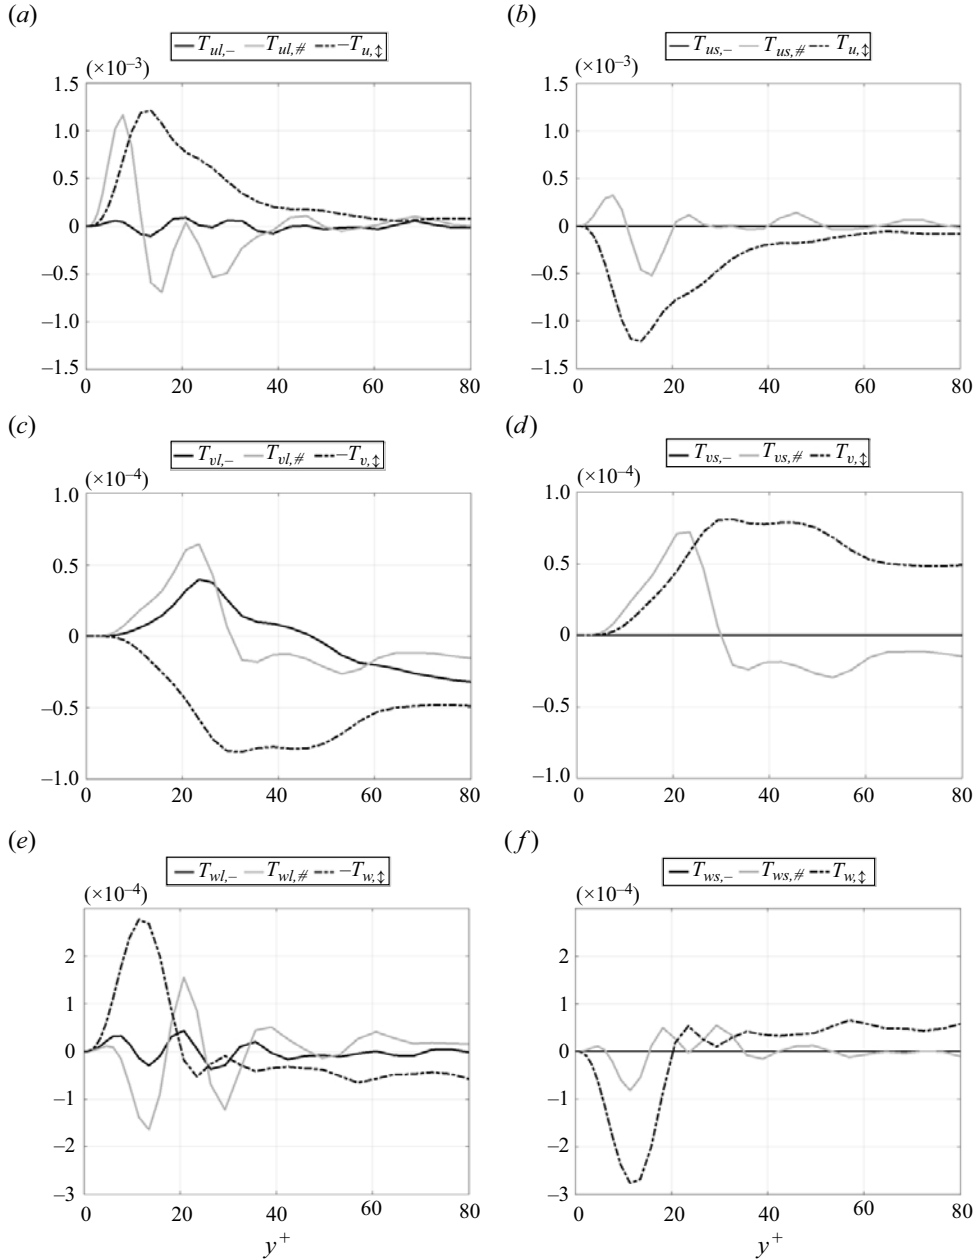 (a) (b)
T_{ul,–} T_{ul,#} –T_{u,↕} T_{us,–} T_{us,#} T_{u,↕}
(×10^{–3}) (×10^{–3})
1.5 1.5
1.0 1.0
0.5 0.5
0 0
–0.5 –0.5
–1.0 –1.0
–1.5 –1.5
0 20 40 60 80 0 20 40 60 80
(c) (d)
T_{vl,–} T_{vl,#} –T_{v,↕} T_{vs,–} T_{vs,#} T_{v,↕}
(×10^{–4}) (×10^{–4})
1.0 1.0
0.5 0.5
0 0
–0.5 –0.5
–1.0 –1.0
0 20 40 60 80 0 20 40 60 80
(e) (f)
T_{wl,–} T_{wl,#} –T_{w,↕} T_{ws,–} T_{ws,#} T_{w,↕}
(×10^{–4}) (×10^{–4})
2 2
1 1
0 0
–1 –1
–2 –2
–3 –3
0 20 40 60 80 0 20 40 60 80
y^+ y^+